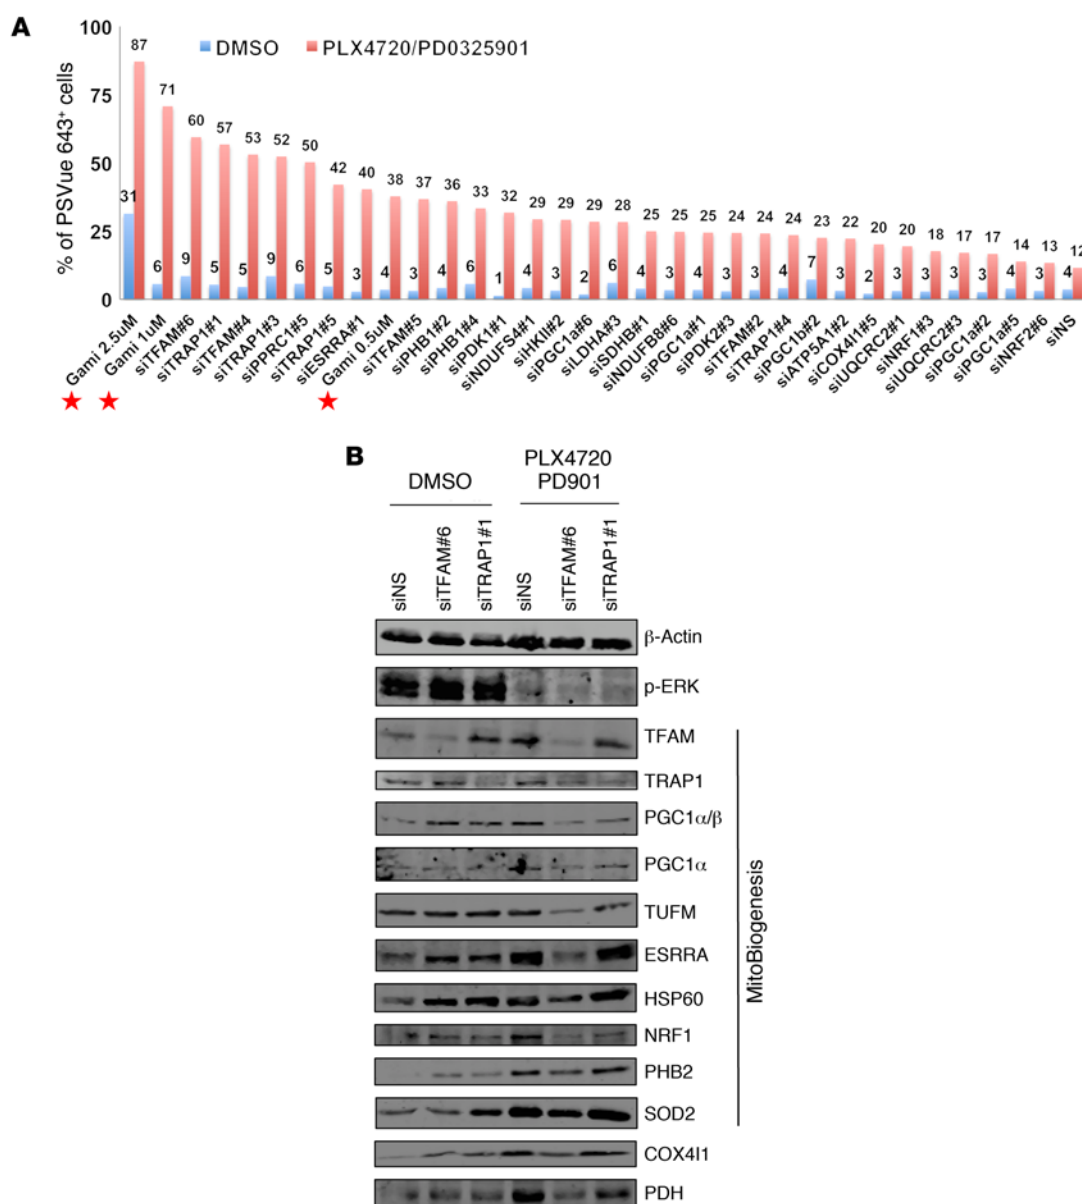 A
100
75
50
25
0
% of PSVue 643+ cells
DMSO PLX4720/PD0325901
31 87
6 71
9 60
5 57
5 53
9 52
6 50
5 42
3 40
4 38
3 37
4 36
6 33
1 32
4 29
3 29
2 29
6 28
4 25
3 25
4 25
3 24
3 24
4 24
7 23
3 22
2 20
3 20
3 18
3 17
3 17
4 14
3 13
4 12
Gami 2.5uM
Gami 1uM
siTFAM#6
siTRAP1#1
siTFAM#4
siTRAP1#3
siPPRC1#5
siTRAP1#5
siESRRA#1
Gami 0.5uM
siTFAM#5
siPHB1#2
siPHB1#4
siPDK1#1
siNDUFS4#1
siHKII#2
siPGC1a#6
siLDHA#3
siSDHB#1
siNDUFB8#6
siPGC1a#1
siPDK2#3
siTFAM#2
siTRAP1#4
siPGC1b#2
siATP5A1#2
siCOX4I1#5
siUQCRC2#1
siNRF1#3
siUQCRC2#3
siPGC1a#2
siPGC1a#5
siNRF2#6
siNS
B
DMSO
PLX4720
PD901
siNS
siTFAM#6
siTRAP1#1
siNS
siTFAM#6
siTRAP1#1
β-Actin
p-ERK
TFAM
TRAP1
PGC1α/β
PGC1α
TUFM
ESRRA
HSP60
NRF1
PHB2
SOD2
COX4I1
PDH
MitoBiogenesis